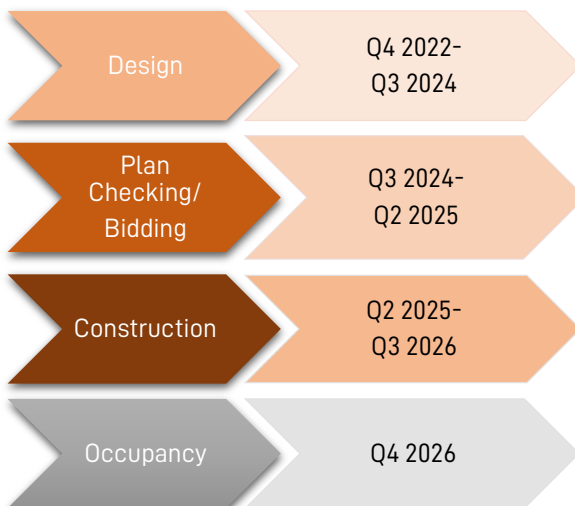 Design
Q4 2022-
Q3 2024
Plan
Checking/
Bidding
Q3 2024-
Q2 2025
Construction
Q2 2025-
Q3 2026
Occupancy
Q4 2026